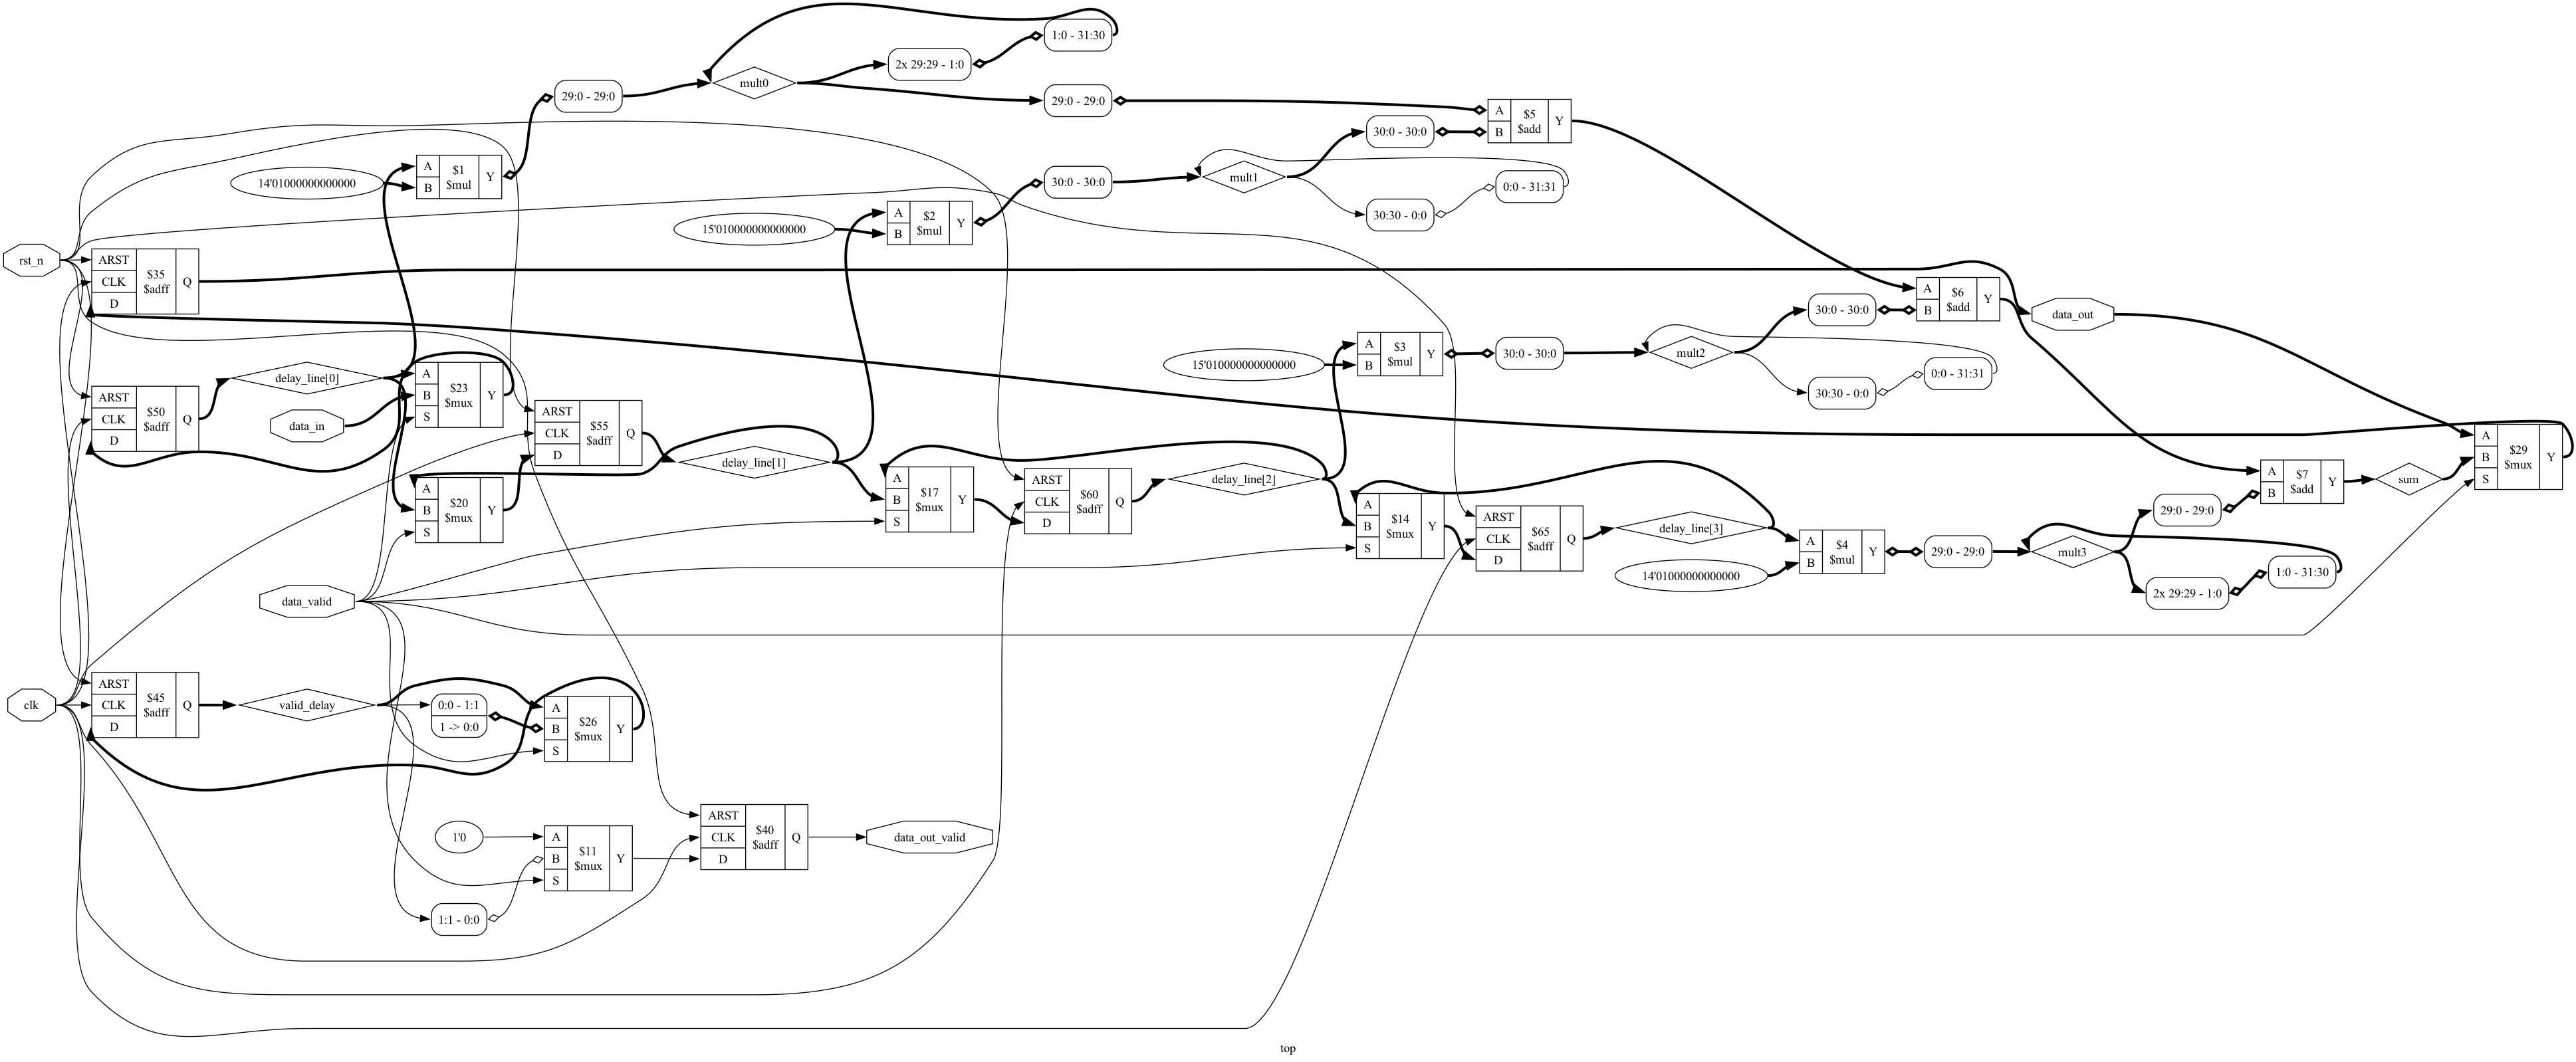 1:0 - 31:30
2x 29:29 - 1:0
mult0
29:0 - 29:0
29:0 - 29:0
A
B
$5
$add
Y
30:0 - 30:0
A
B
$1
$mul
Y
14'01000000000000
30:0 - 30:0
mult1
0:0 - 31:31
30:30 - 0:0
A
B
$2
$mul
Y
15'010000000000000
rst_n
ARST
CLK
D
$35
$adff
Q
A
B
$6
$add
Y
30:0 - 30:0
data_out
A
B
$3
$mul
Y
15'010000000000000
30:0 - 30:0
mult2
0:0 - 31:31
30:30 - 0:0
ARST
CLK
D
$50
$adff
Q
delay_line[0]
data_in
A
B
S
$23
$mux
Y
ARST
CLK
D
$55
$adff
Q
delay_line[1]
A
B
S
$20
$mux
Y
A
B
S
$17
$mux
Y
ARST
CLK
D
$60
$adff
Q
delay_line[2]
A
B
S
$14
$mux
Y
ARST
CLK
D
$65
$adff
Q
delay_line[3]
A
B
$4
$mul
Y
14'01000000000000
29:0 - 29:0
mult3
29:0 - 29:0
2x 29:29 - 1:0
1:0 - 31:30
A
B
$7
$add
Y
sum
A
B
S
$29
$mux
Y
data_valid
clk
ARST
CLK
D
$45
$adff
Q
valid_delay
0:0 - 1:1
1 -> 0:0
A
B
S
$26
$mux
Y
1'0
A
B
S
$11
$mux
Y
1:1 - 0:0
ARST
CLK
D
$40
$adff
Q
data_out_valid
top